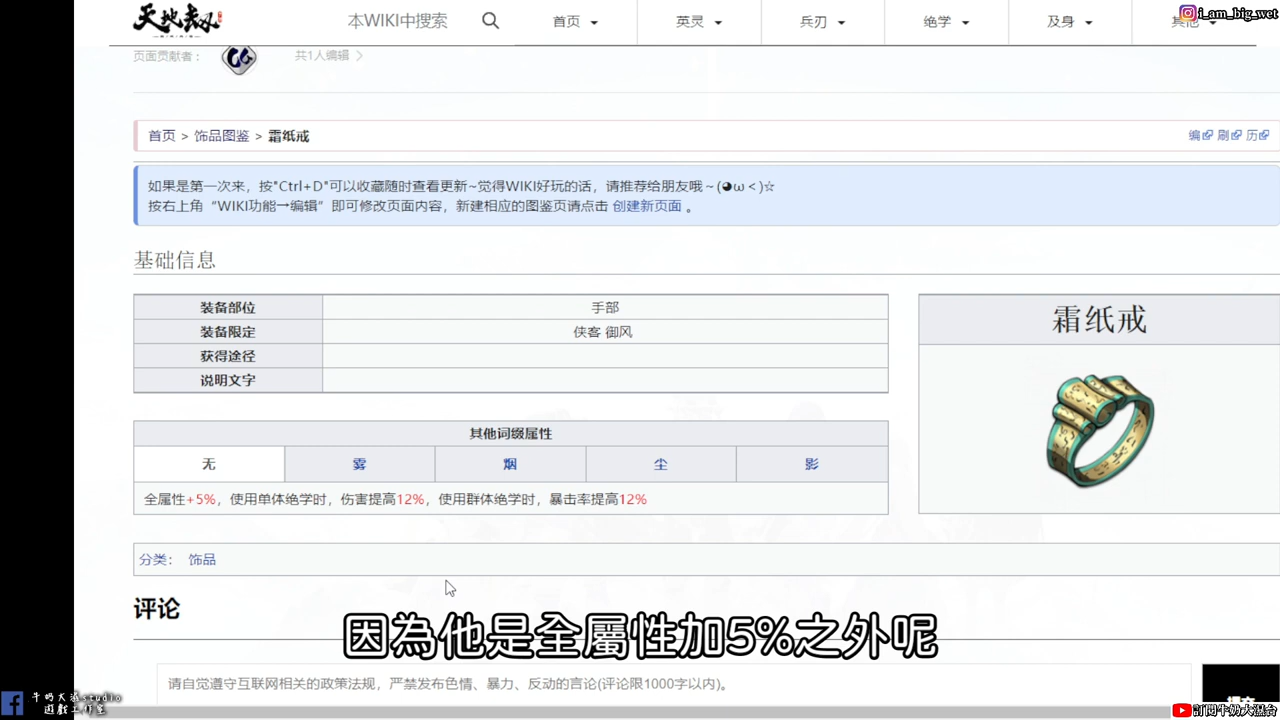 天地劫
本WIKI中搜索
首页
英灵
兵刃
绝学
及身
其他
i_am_big_wet
页面贡献者：
共1人编辑
首页 > 饰品图鉴 > 霜纸戒
编 刷 历
如果是第一次来，按"Ctrl+D"可以收藏随时查看更新~觉得WIKI好玩的话，请推荐给朋友哦～(◕ω＜)☆
按右上角“WIKI功能→编辑”即可修改页面内容，新建相应的图鉴页请点击 创建新页面 。
基础信息
装备部位 手部
装备限定 侠客 御风
获得途径
说明文字
霜纸戒
其他词缀属性
无 雾 烟 尘 影
全属性+5%，使用单体绝学时，伤害提高12%，使用群体绝学时，暴击率提高12%
分类： 饰品
评论
因為他是全屬性加5%之外呢
请自觉遵守互联网相关的政策法规，严禁发布色情、暴力、反动的言论(评论限1000字以内)。
提交
牛奶大混studio
遊戲工作室
訂閱牛奶大混台